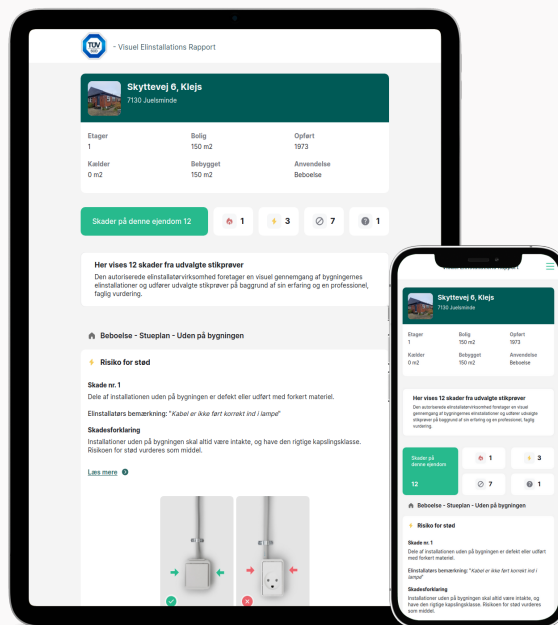 TÜV
- Visuel Elinstallations Rapport
Skyttevej 6, Klejs
7130 Juelsminde
Etager
1
Bolig
150 m2
Opført
1973
Kælder
0 m2
Bebygget
150 m2
Anvendelse
Beboelse
Skader på denne ejendom 12
1
3
7
1
Her vises 12 skader fra udvalgte stikprøver
Den autoriserede elinstallatørvirksomhed foretager en visuel gennemgang af bygningernes
elinstallationer og udfører udvalgte stikprøver på baggrund af sin erfaring og en professionel,
faglig vurdering.
Beboelse - Stueplan - Uden på bygningen
Risiko for stød
Skade nr. 1
Dele af installationen uden på bygningen er defekt eller udført med forkert materiel.
Elinstallatørs bemærkning: "Kabel er ikke ført korrekt ind i lampe"
Skadesforklaring
Installationer uden på bygningen skal altid være intakte, og have den rigtige kapslingsklasse.
Risikoen for stød vurderes som middel.
Læs mere
Skyttevej 6, Klejs
7130 Juelsminde
Etager
1
Bolig
150 m2
Opført
1973
Kælder
0 m2
Bebygget
150 m2
Anvendelse
Beboelse
Her vises 12 skader fra udvalgte stikprøver
Den autoriserede elinstallatørvirksomhed foretager en visuel
gennemgang af bygningernes elinstallationer og udfører udvalgte
stikprøver på baggrund af sin erfaring og en professionel, faglig
vurdering.
Skader på
denne ejendom
12
1
3
7
1
Beboelse - Stueplan - Uden på bygningen
Risiko for stød
Skade nr. 1
Dele af installationen uden på bygningen er defekt eller udført
med forkert materiel.
Elinstallatørs bemærkning: "Kabel er ikke ført korrekt ind i
lampe"
Skadesforklaring
Installationer uden på bygningen skal altid være intakte, og
have den rigtige kapslingsklasse. Risikoen for stød vurderes
som middel.